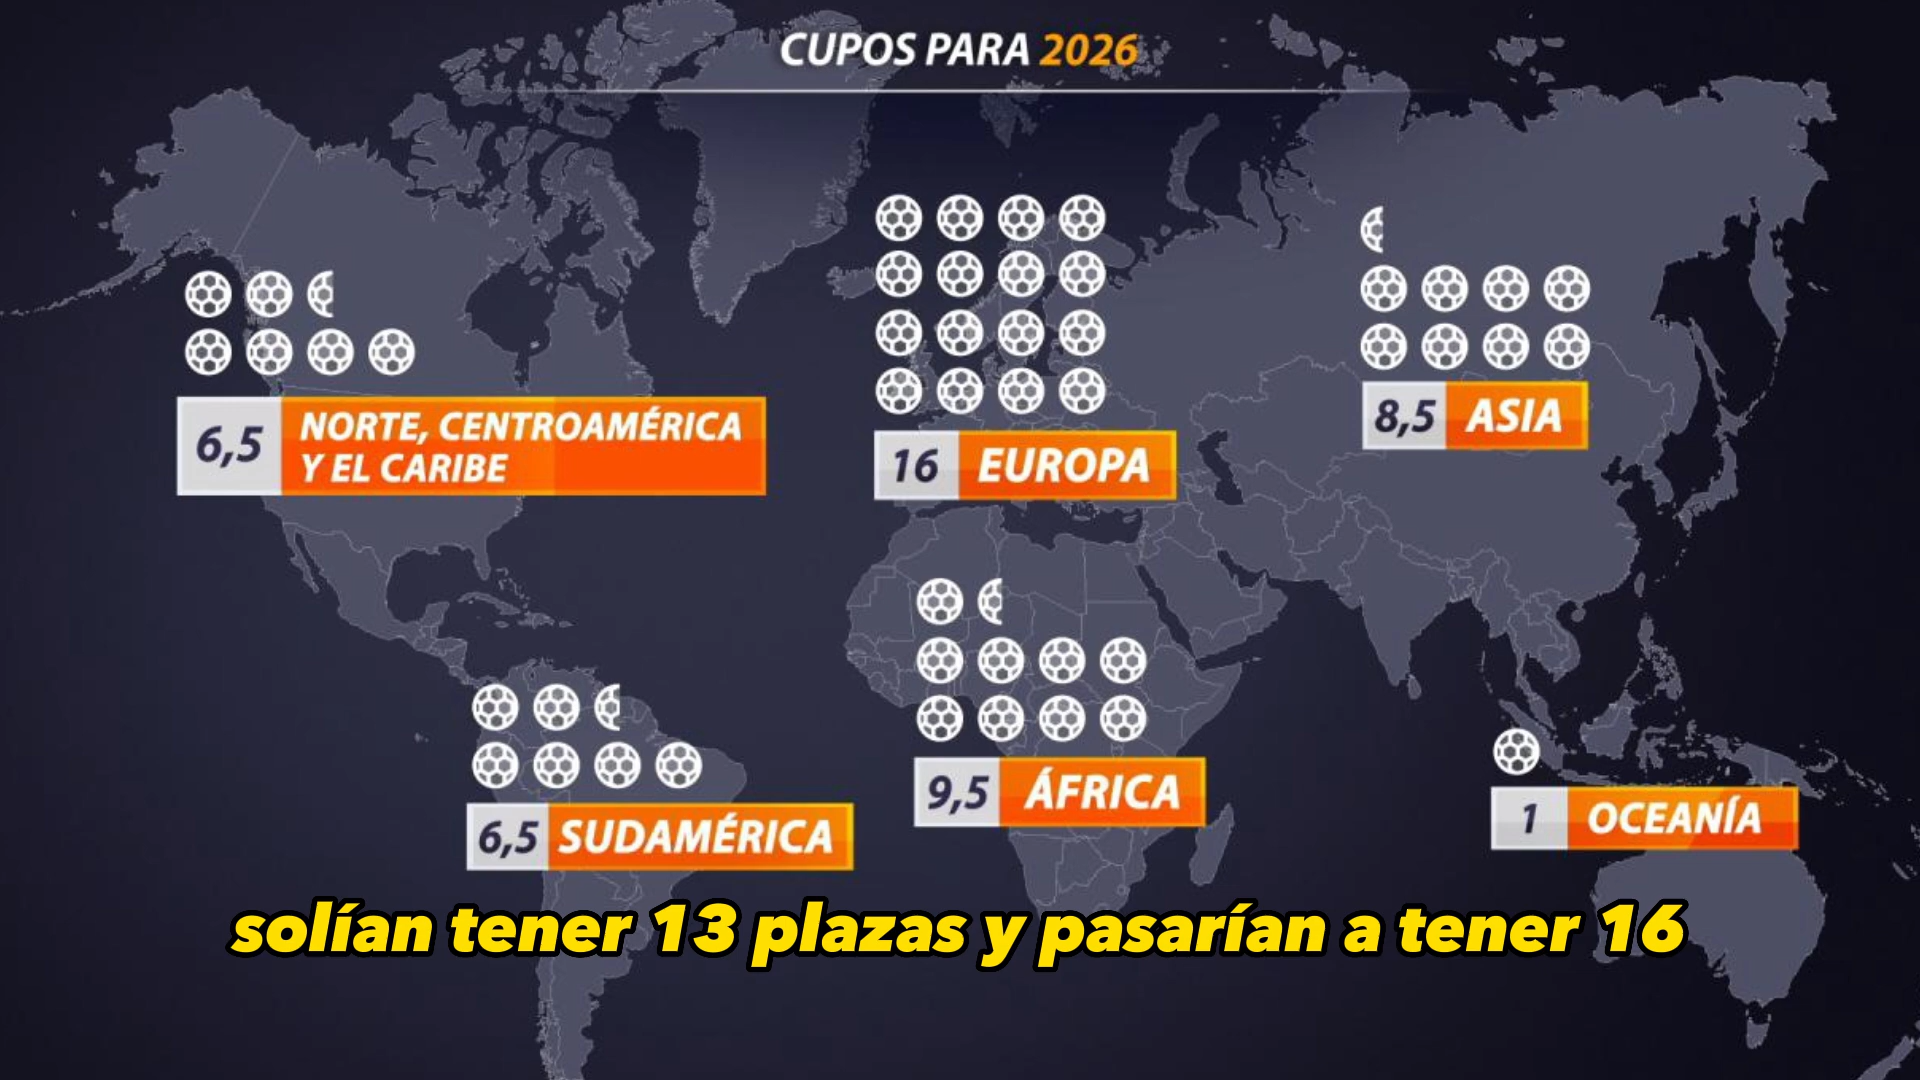 CUPOS PARA 2026
6,5 NORTE, CENTROAMÉRICA
Y EL CARIBE
16 EUROPA
8,5 ASIA
6,5 SUDAMÉRICA
9,5 ÁFRICA
1 OCEANÍA
solían tener 13 plazas y pasarían a tener 16